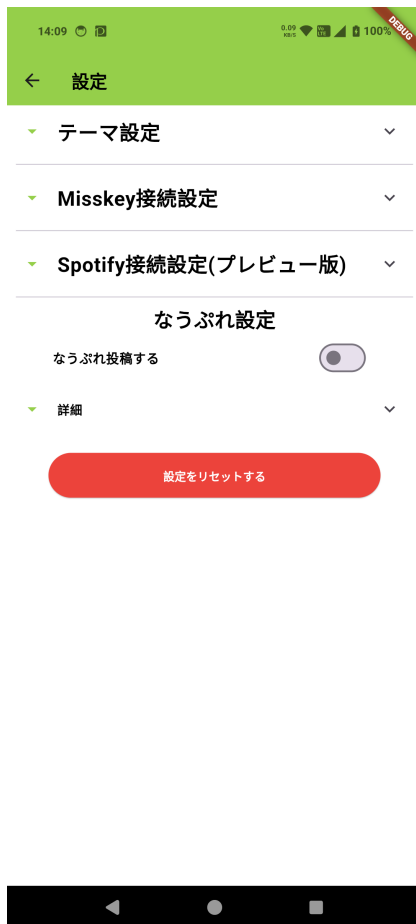 14:09
0.09
KB/S
100%
DEBUG
設定
テーマ設定
Misskey接続設定
Spotify接続設定(プレビュー版)
なうぷれ設定
なうぷれ投稿する
詳細
設定をリセットする